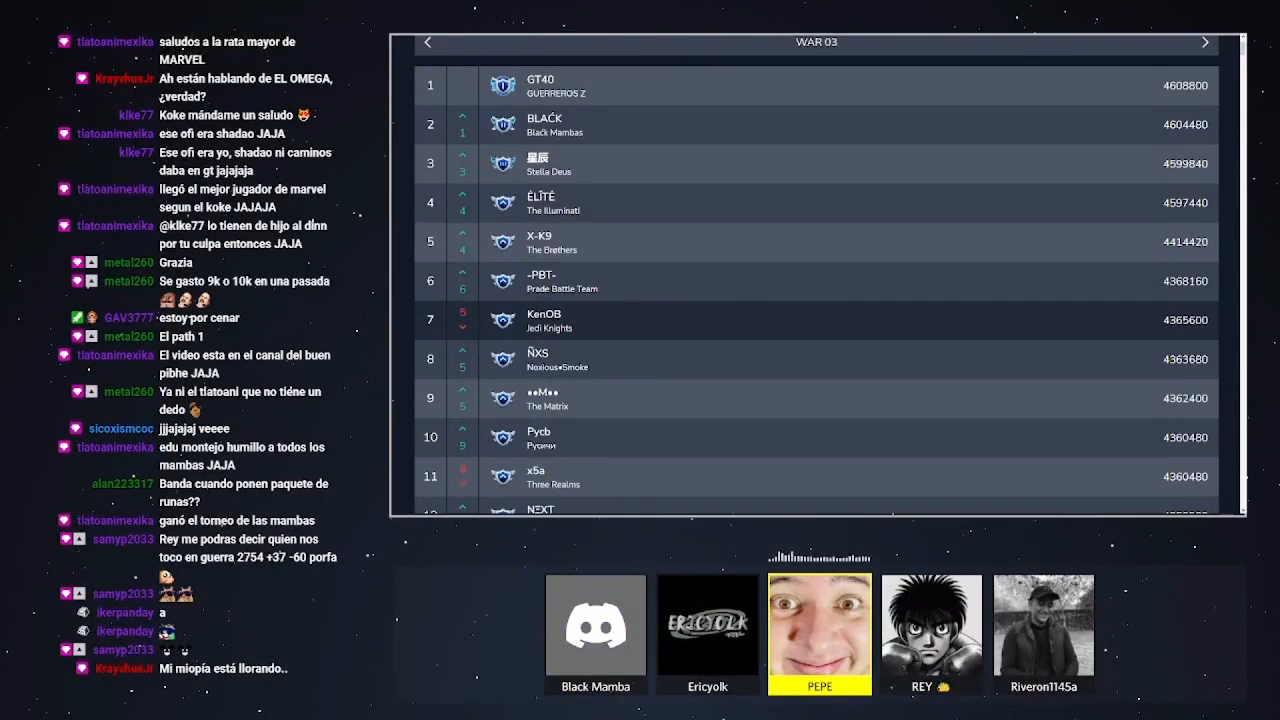 tlatoanimexika saludos a la rata mayor de
MARVEL
KrayvhusJr Ah están hablando de EL OMEGA,
¿verdad?
klke77 Koke mándame un saludo
tlatoanimexika ese ofi era shadao JAJA
klke77 Ese ofi era yo, shadao ni caminos
daba en gt jajajaja
tlatoanimexika llegó el mejor jugador de marvel
segun el koke JAJAJA
tlatoanimexika @klke77 lo tienen de hijo al dinn
por tu culpa entonces JAJA
metal260 Grazia
metal260 Se gasto 9k o 10k en una pasada
GAV3777 estoy por cenar
metal260 El path 1
tlatoanimexika El video esta en el canal del buen
pibhe JAJA
metal260 Ya ni el tlatoani que no tiene un
dedo
sicoxismcoc jjjajajaj veeee
tlatoanimexika edu montejo humillo a todos los
mambas JAJA
alan223317 Banda cuando ponen paquete de
runas??
tlatoanimexika ganó el torneo de las mambas
samyp2033 Rey me podras decir quien nos
toco en guerra 2754 +37 -60 porfa
samyp2033
ikerpanday a
ikerpanday
samyp2033
KrayvhusJr Mi miopía está llorando..
WAR 03
1 GT40 4608800
GUERREROS Z
2 1 BLAĆK 4604480
Black Mambas
3 3 星辰 4599840
Stella Deus
4 4 ÉLÎTÉ 4597440
The Illuminati
5 4 X-K9 4414420
The Brøthers
6 6 -PBT- 4368160
Prade Battle Team
7 5 KenOB 4365600
Jedi Knights
8 5 ÑXS 4363680
Noxious●Smoke
9 5 ●●M●● 4362400
The Matrix
10 9 Русь 4360480
Русичи
11 6 x5a 4360480
Three Realms
NΞXT
Black Mamba
ERICYOLK
Ericyolk
PEPE
REY
Riveron1145a